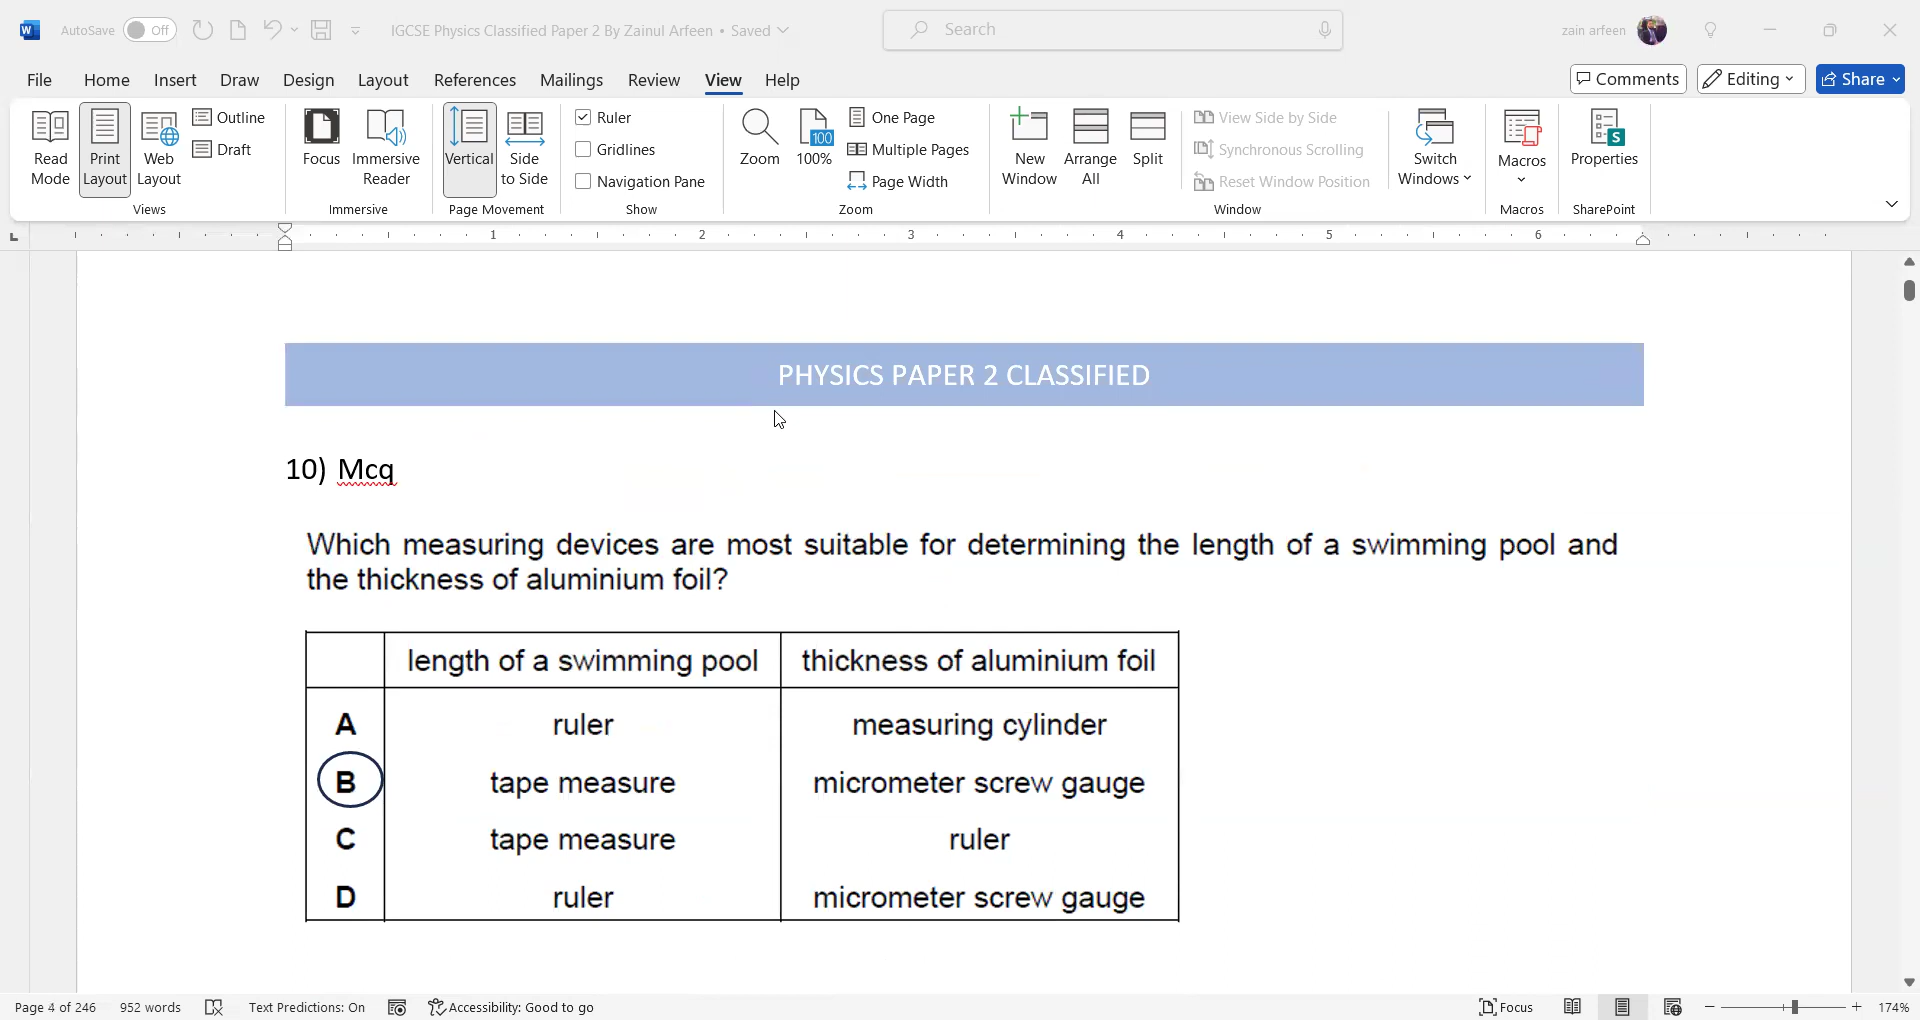 AutoSave Off IGCSE Physics Classified Paper 2 By Zainul Arfeen • Saved Search zain arfeen
File Home Insert Draw Design Layout References Mailings Review View Help Comments Editing Share
Read Mode
Print Layout
Web Layout
Outline
Draft
Views
Focus
Immersive Reader
Immersive
Vertical
Side to Side
Page Movement
Ruler
Gridlines
Navigation Pane
Show
Zoom
100 100%
One Page
Multiple Pages
Page Width
Zoom
New Window
Arrange All
Split
View Side by Side
Synchronous Scrolling
Reset Window Position
Switch Windows
Window
Macros
Macros
Properties
SharePoint
1 2 3 4 5 6
PHYSICS PAPER 2 CLASSIFIED
10) Mcq
Which measuring devices are most suitable for determining the length of a swimming pool and
the thickness of aluminium foil?
length of a swimming pool thickness of aluminium foil
A ruler measuring cylinder
B tape measure micrometer screw gauge
C tape measure ruler
D ruler micrometer screw gauge
Page 4 of 246 952 words Text Predictions: On Accessibility: Good to go Focus 174%